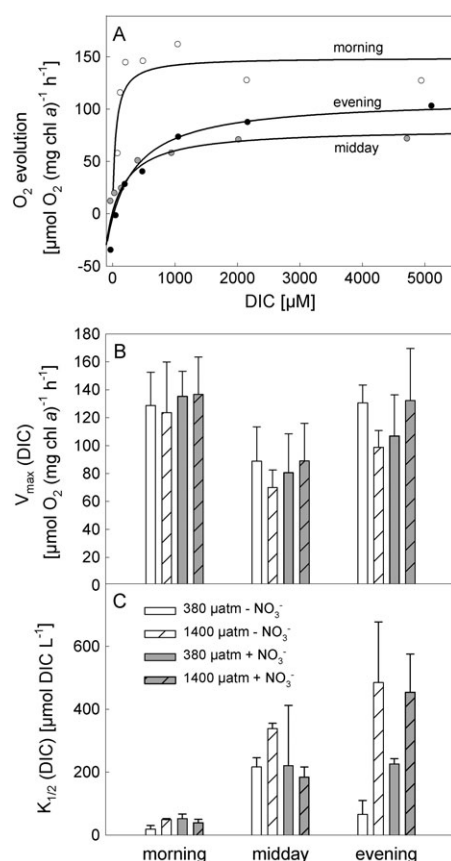 A
150
100
50
0
-50
O₂ evolution
[µmol O₂ (mg chl a)⁻¹ h⁻¹]
morning
evening
midday
0 1000 2000 3000 4000 5000
DIC [µM]
B
180
160
140
120
100
80
60
40
20
0
Vmax (DIC)
[µmol O₂ (mg chl a)⁻¹ h⁻¹]
C
380 µatm - NO₃⁻
1400 µatm - NO₃⁻
380 µatm + NO₃⁻
1400 µatm + NO₃⁻
600
400
200
0
K1/2 (DIC) [µmol DIC L⁻¹]
morning midday evening